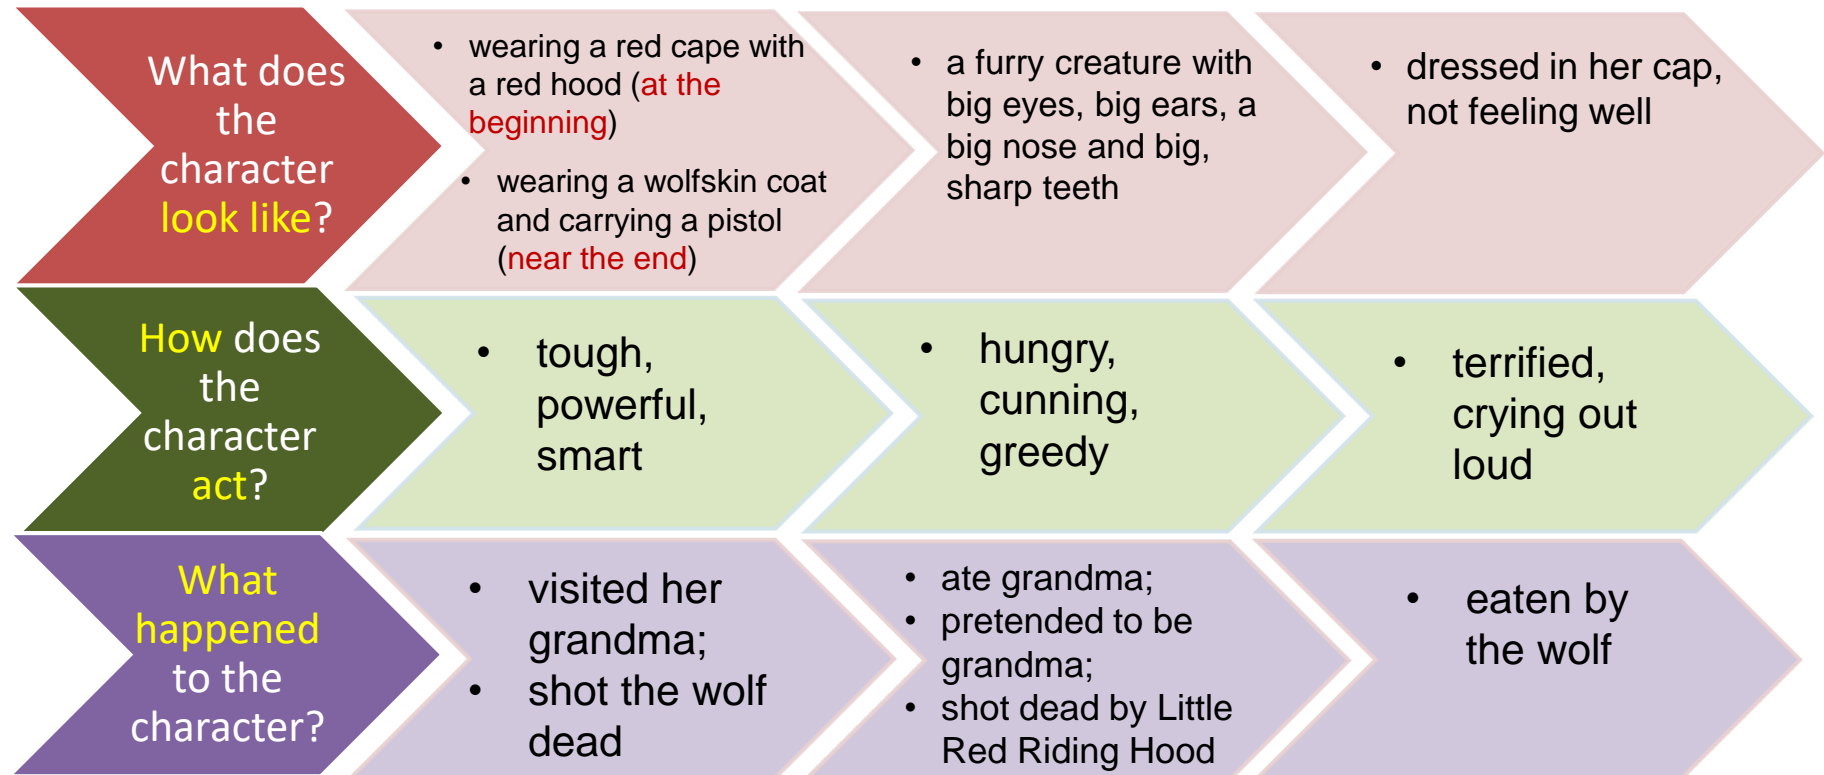 What does
the
character
look like?
• wearing a red cape with
a red hood (at the
beginning)
• wearing a wolfskin coat
and carrying a pistol
(near the end)
• a furry creature with
big eyes, big ears, a
big nose and big,
sharp teeth
• dressed in her cap,
not feeling well
How does
the
character
act?
• tough,
powerful,
smart
• hungry,
cunning,
greedy
• terrified,
crying out
loud
What
happened
to the
character?
• visited her
grandma;
• shot the wolf
dead
• ate grandma;
• pretended to be
grandma;
• shot dead by Little
Red Riding Hood
• eaten by
the wolf